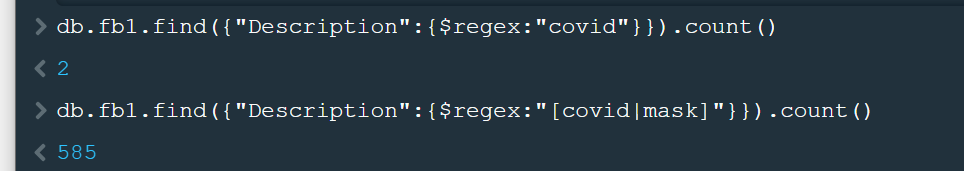 > db.fb1.find({"Description":{$regex:"covid"}}).count()
< 2
> db.fb1.find({"Description":{$regex:"[covid|mask]"}}).count()
< 585